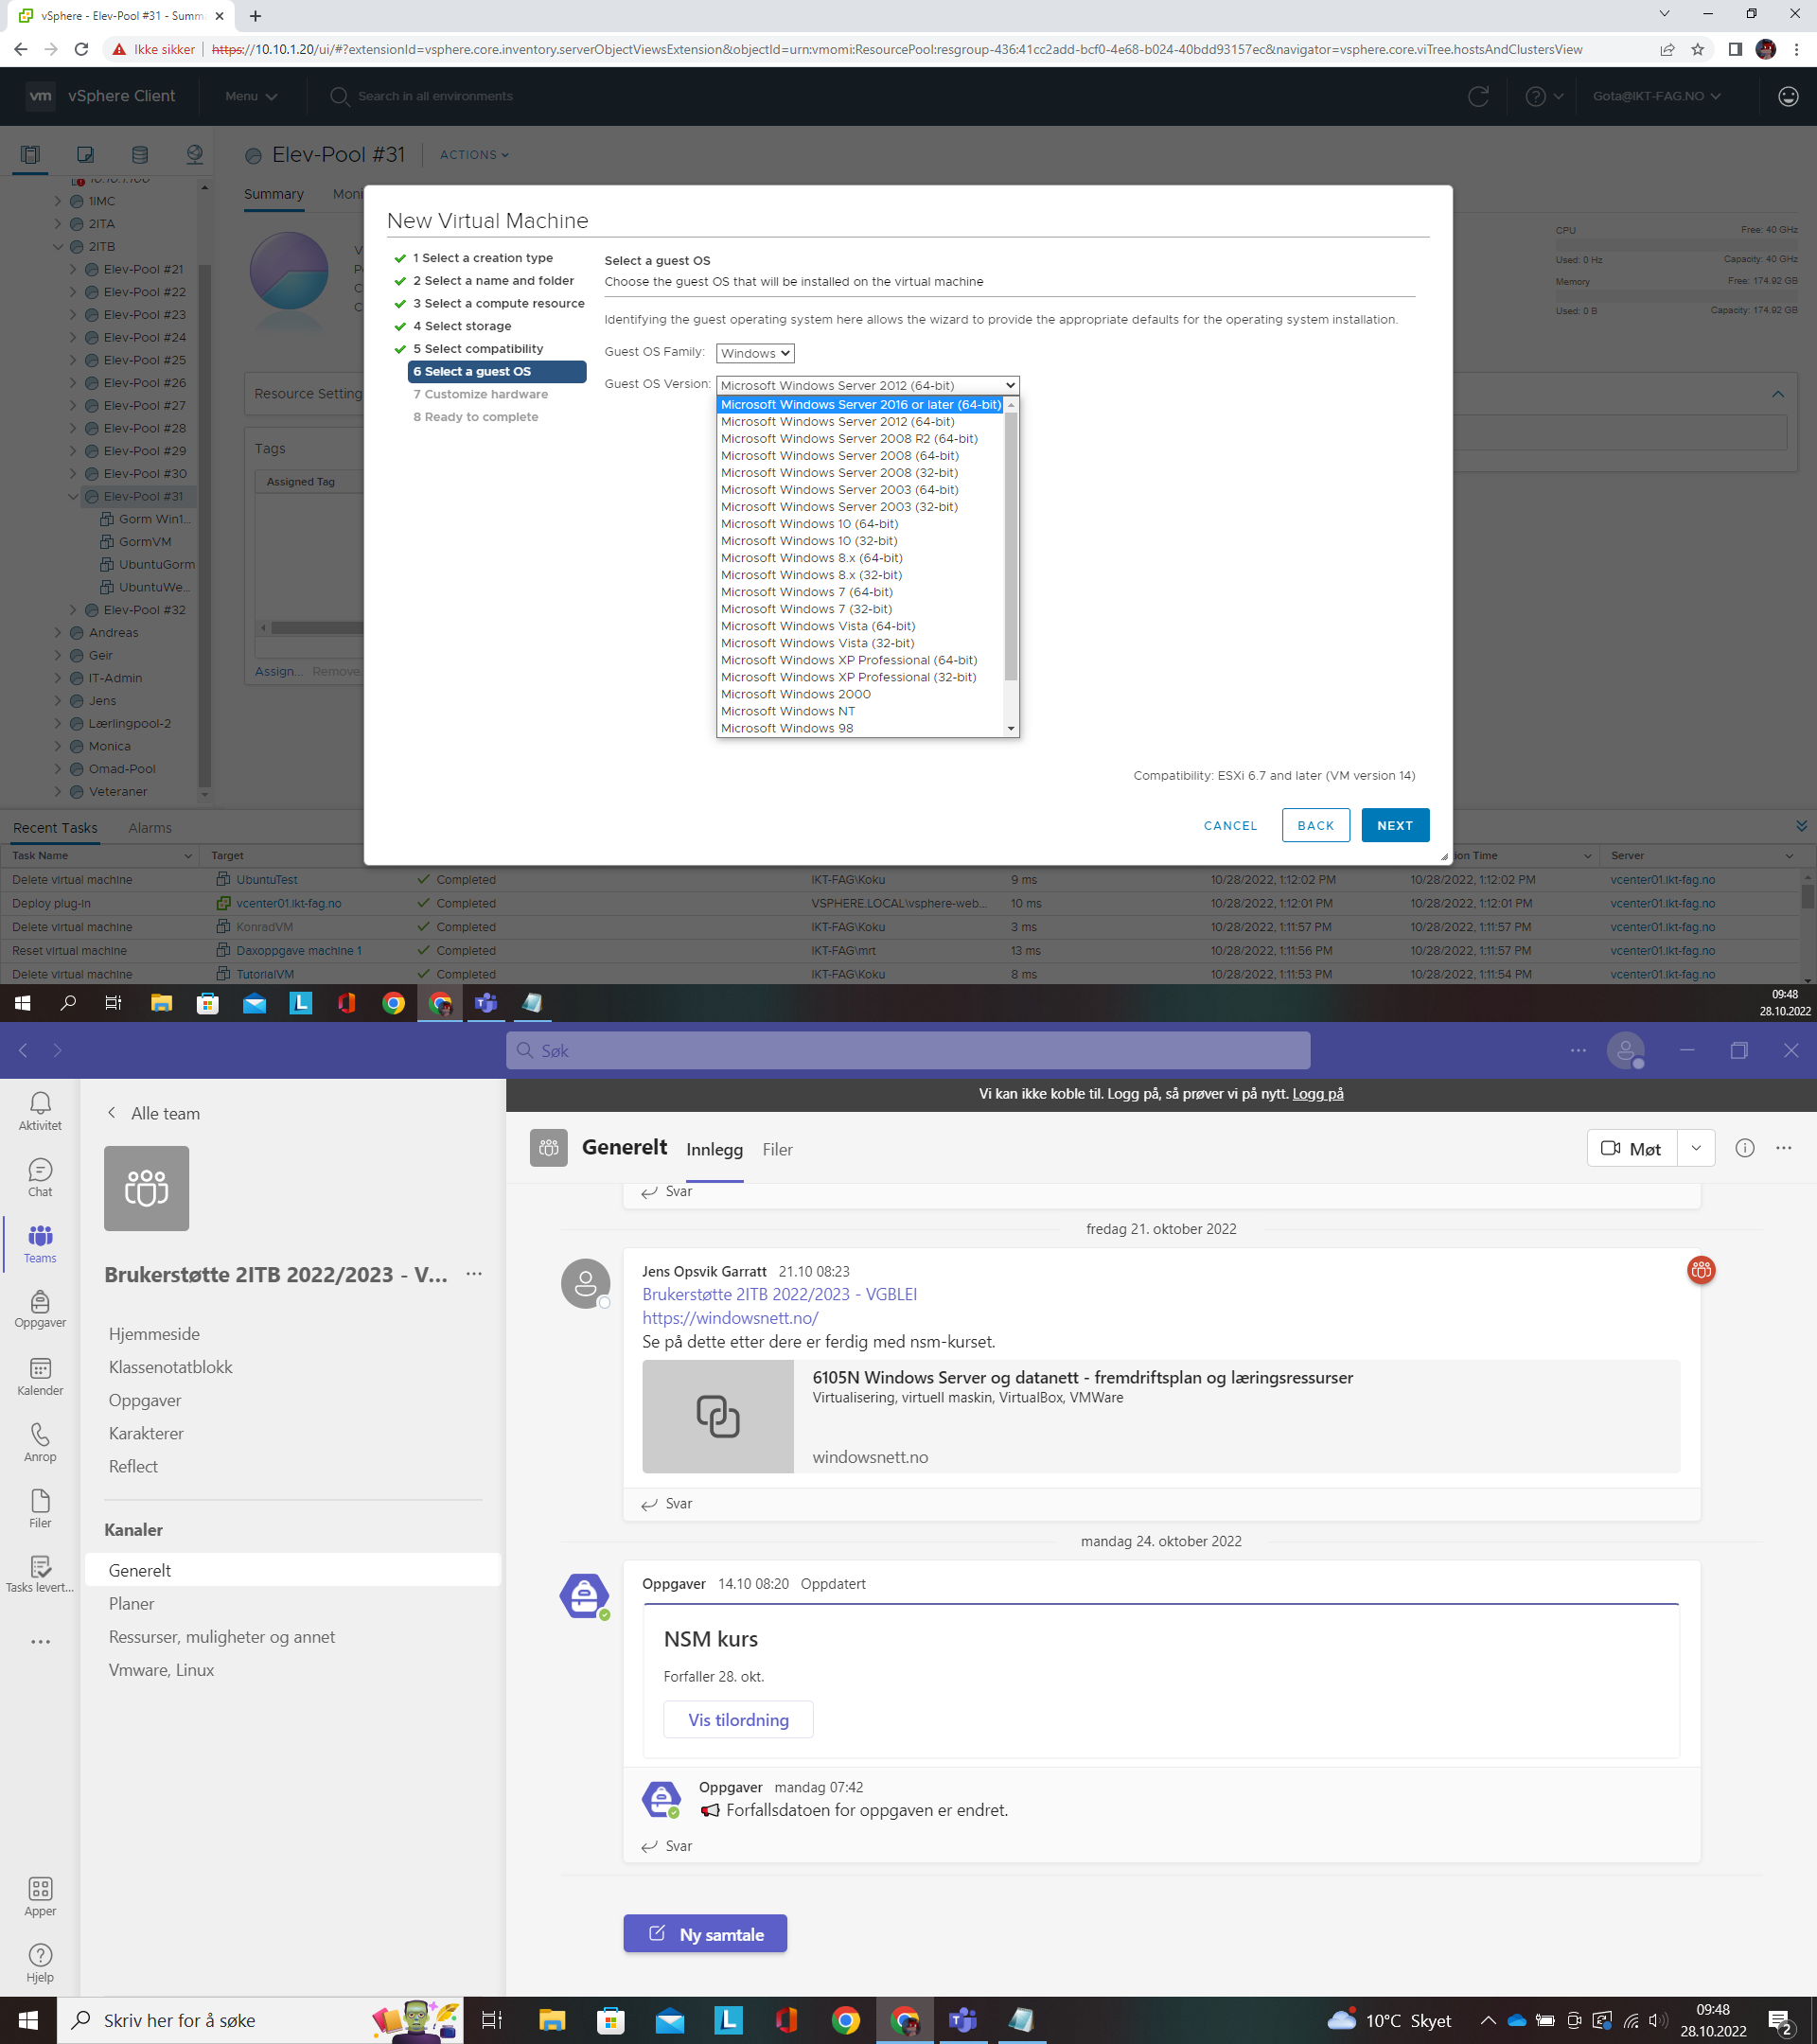 vSphere - Elev-Pool #31 - Summ
Ikke sikker
https://10.10.1.20/ui/#?extensionId=vsphere.core.inventory.serverObjectViewsExtension&objectId=urn:vmomi:ResourcePool:resgroup-436:41cc2add-bcf0-4e68-b024-40bdd93157ec&navigator=vsphere.core.viTree.hostsAndClustersView
vm vSphere Client Menu Search in all environments Gota@IKT-FAG.NO
Elev-Pool #31 ACTIONS
Summary Moni
1IMC
2ITA
2ITB
Elev-Pool #21
Elev-Pool #22
Elev-Pool #23
Elev-Pool #24
Elev-Pool #25
Elev-Pool #26
Elev-Pool #27
Elev-Pool #28
Elev-Pool #29
Elev-Pool #30
Elev-Pool #31
Gorm Win1...
GormVM
UbuntuGorm
UbuntuWe...
Elev-Pool #32
Andreas
Geir
IT-Admin
Jens
Lærlingpool-2
Monica
Omad-Pool
Veteraner
Resource Setting
Tags
Assigned Tag
Assign... Remove
CPU Free: 40 GHz
Used: 0 Hz Capacity: 40 GHz
Memory Free: 174.92 GB
Used: 0 B Capacity: 174.92 GB
New Virtual Machine
1 Select a creation type
2 Select a name and folder
3 Select a compute resource
4 Select storage
5 Select compatibility
6 Select a guest OS
7 Customize hardware
8 Ready to complete
Select a guest OS
Choose the guest OS that will be installed on the virtual machine
Identifying the guest operating system here allows the wizard to provide the appropriate defaults for the operating system installation.
Guest OS Family: Windows
Guest OS Version: Microsoft Windows Server 2012 (64-bit)
Microsoft Windows Server 2016 or later (64-bit)
Microsoft Windows Server 2012 (64-bit)
Microsoft Windows Server 2008 R2 (64-bit)
Microsoft Windows Server 2008 (64-bit)
Microsoft Windows Server 2008 (32-bit)
Microsoft Windows Server 2003 (64-bit)
Microsoft Windows Server 2003 (32-bit)
Microsoft Windows 10 (64-bit)
Microsoft Windows 10 (32-bit)
Microsoft Windows 8.x (64-bit)
Microsoft Windows 8.x (32-bit)
Microsoft Windows 7 (64-bit)
Microsoft Windows 7 (32-bit)
Microsoft Windows Vista (64-bit)
Microsoft Windows Vista (32-bit)
Microsoft Windows XP Professional (64-bit)
Microsoft Windows XP Professional (32-bit)
Microsoft Windows 2000
Microsoft Windows NT
Microsoft Windows 98
Compatibility: ESXi 6.7 and later (VM version 14)
CANCEL BACK NEXT
Recent Tasks Alarms
Task Name Target ion Time Server
Delete virtual machine UbuntuTest Completed IKT-FAG\Koku 9 ms 10/28/2022, 1:12:02 PM 10/28/2022, 1:12:02 PM vcenter01.ikt-fag.no
Deploy plug-in vcenter01.ikt-fag.no Completed VSPHERE.LOCAL\vsphere-web... 10 ms 10/28/2022, 1:12:01 PM 10/28/2022, 1:12:01 PM vcenter01.ikt-fag.no
Delete virtual machine KonradVM Completed IKT-FAG\Koku 3 ms 10/28/2022, 1:11:57 PM 10/28/2022, 1:11:57 PM vcenter01.ikt-fag.no
Reset virtual machine Daxoppgave machine 1 Completed IKT-FAG\mrt 13 ms 10/28/2022, 1:11:56 PM 10/28/2022, 1:11:57 PM vcenter01.ikt-fag.no
Delete virtual machine TutorialVM Completed IKT-FAG\Koku 8 ms 10/28/2022, 1:11:53 PM 10/28/2022, 1:11:54 PM vcenter01.ikt-fag.no
09:48
28.10.2022
Søk
Vi kan ikke koble til. Logg på, så prøver vi på nytt. Logg på
Aktivitet
Chat
Teams
Oppgaver
Kalender
Anrop
Filer
Tasks levert...
Apper
Hjelp
Alle team
Brukerstøtte 2ITB 2022/2023 - V...
Hjemmeside
Klassenotatblokk
Oppgaver
Karakterer
Reflect
Kanaler
Generelt
Planer
Ressurser, muligheter og annet
Vmware, Linux
Generelt Innlegg Filer Møt
Svar
fredag 21. oktober 2022
Jens Opsvik Garratt 21.10 08:23
Brukerstøtte 2ITB 2022/2023 - VGBLEI
https://windowsnett.no/
Se på dette etter dere er ferdig med nsm-kurset.
6105N Windows Server og datanett - fremdriftsplan og læringsressurser
Virtualisering, virtuell maskin, VirtualBox, VMWare
windowsnett.no
Svar
mandag 24. oktober 2022
Oppgaver 14.10 08:20 Oppdatert
NSM kurs
Forfaller 28. okt.
Vis tilordning
Oppgaver mandag 07:42
Forfallsdatoen for oppgaven er endret.
Svar
Ny samtale
Skriv her for å søke
10°C Skyet
09:48
28.10.2022
2